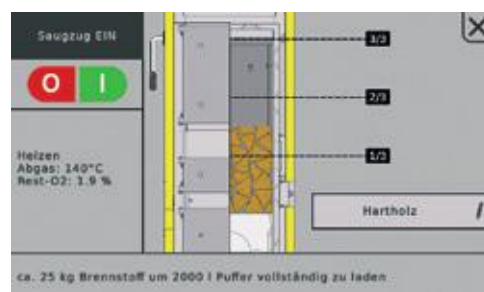 Saugzug EIN
O I
3/3
2/3
1/3
Heizen
Abgas: 140°C
Rest-O2: 1.9 %
Hartholz
ca. 25 kg Brennstoff um 2000 l Puffer vollständig zu laden